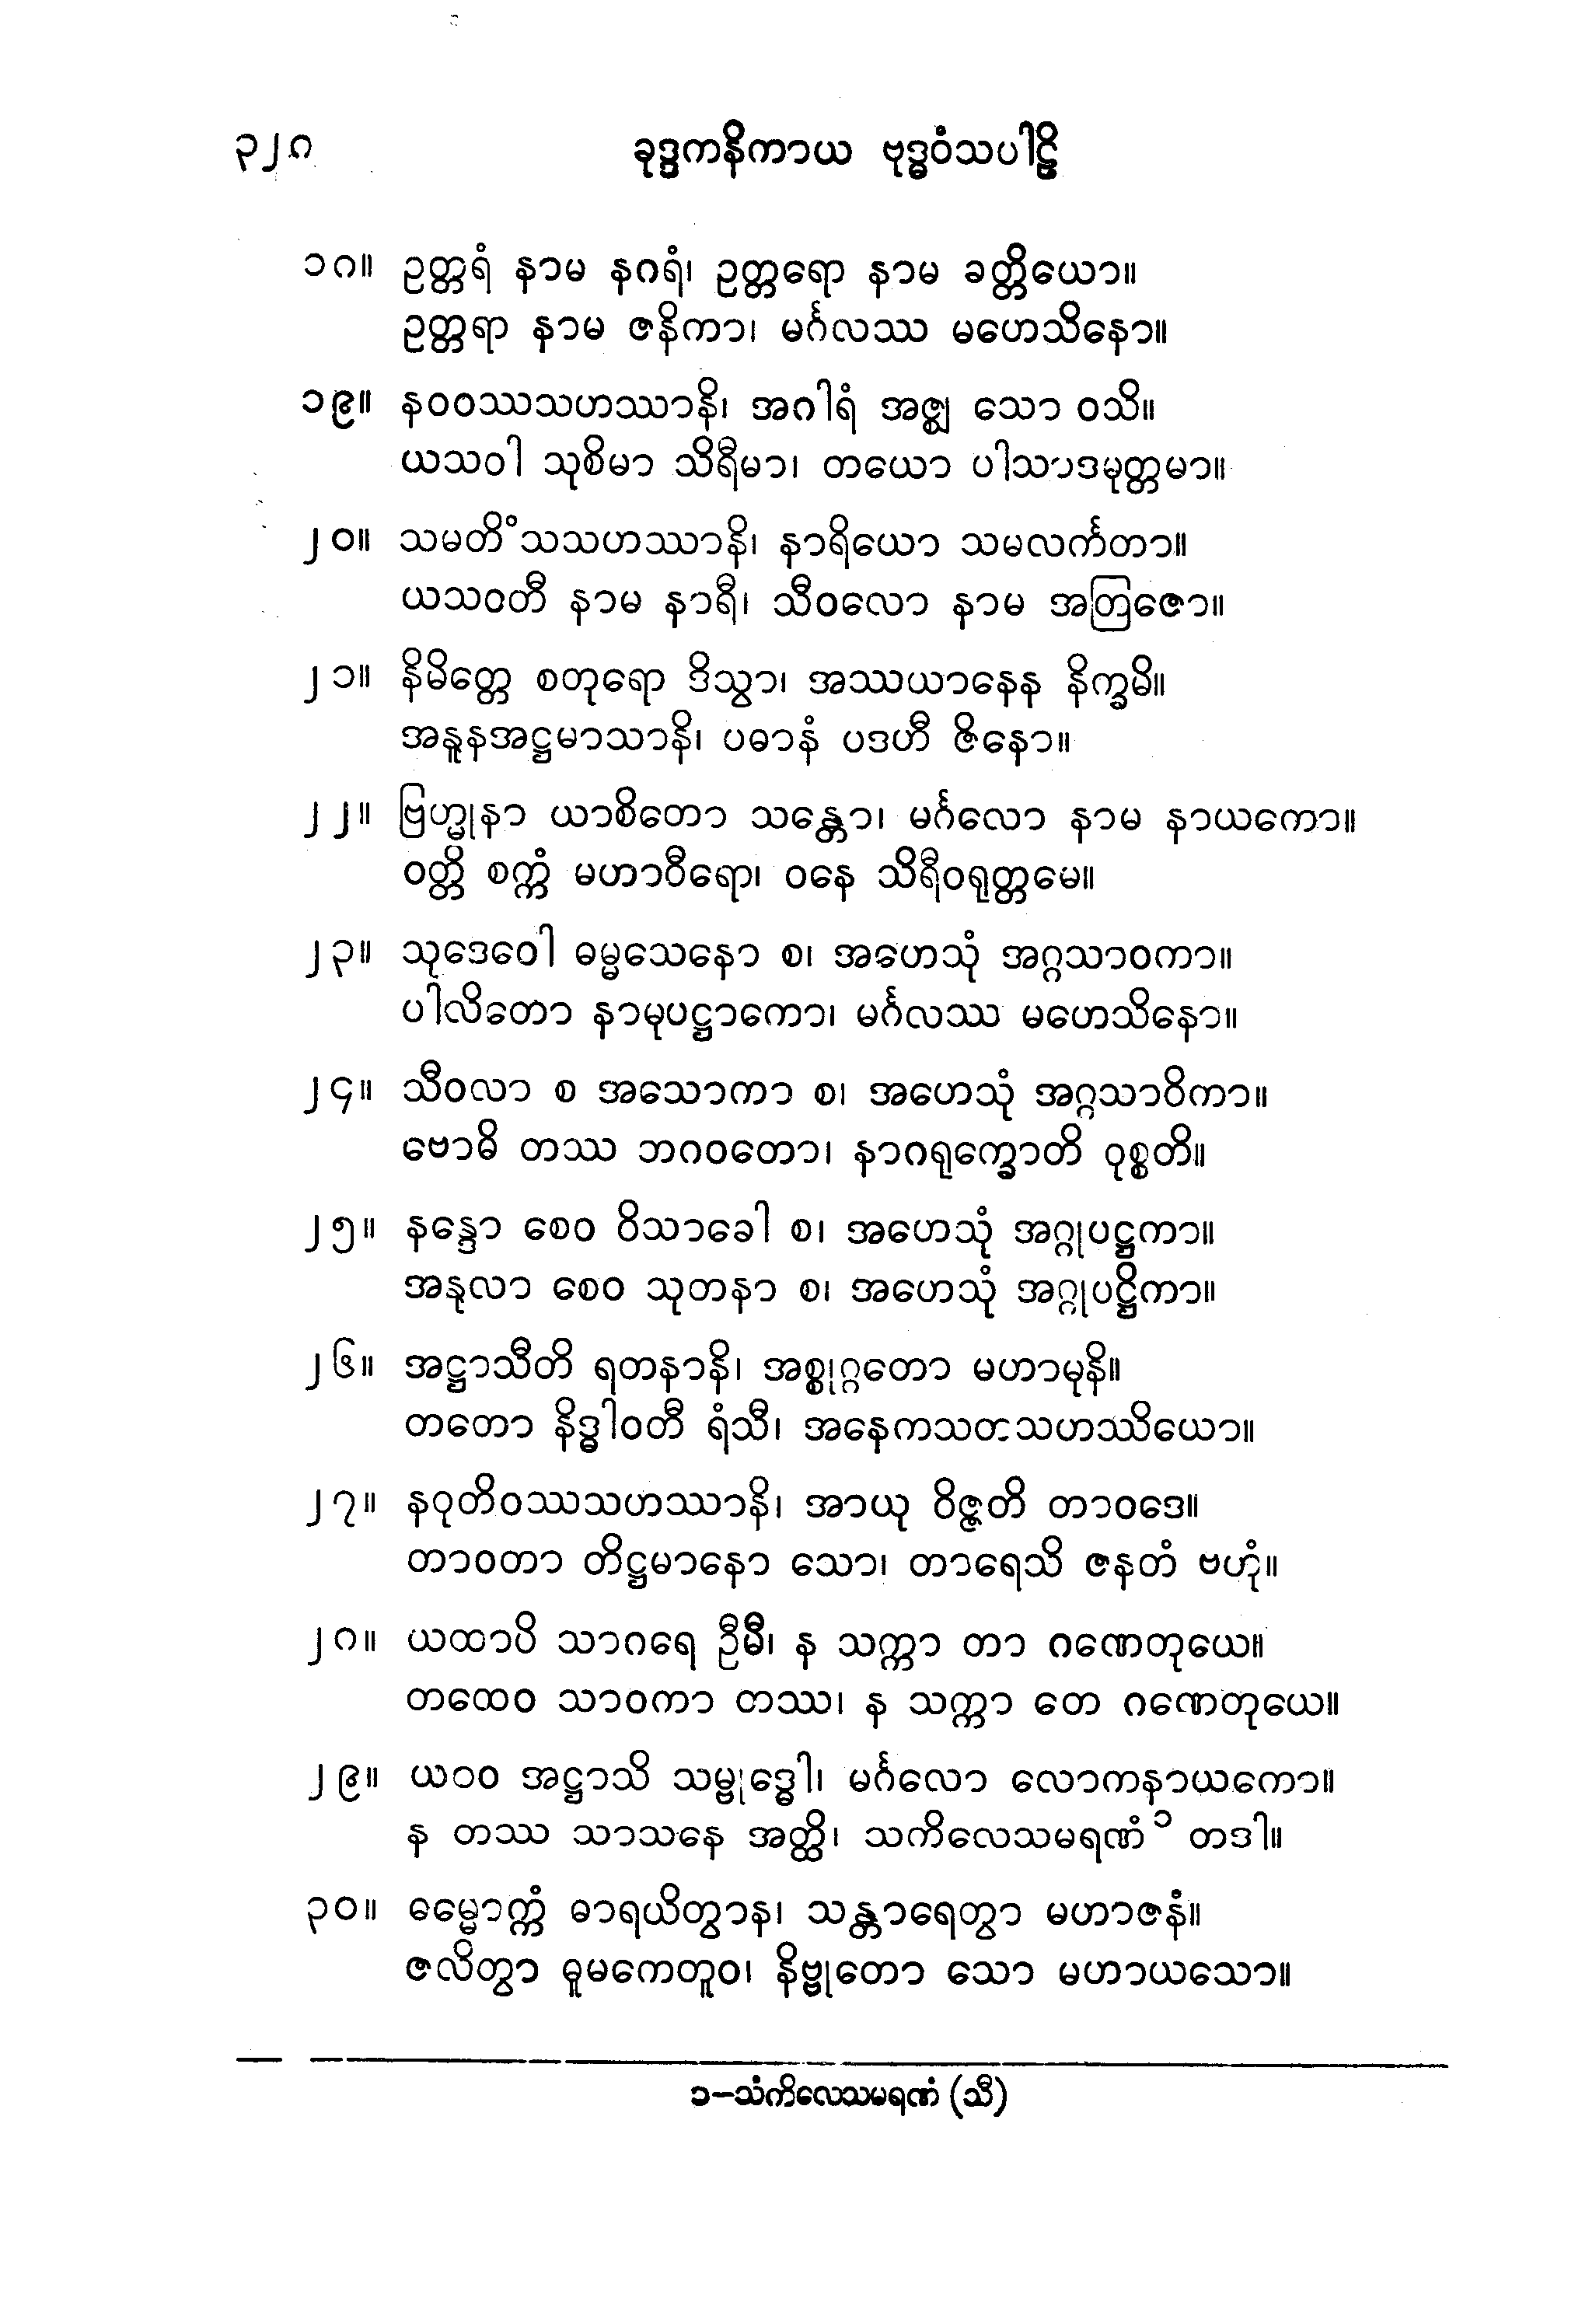 ၃၂၈ ခုဒ္ဒကနိကာယ ဗုဒ္ဓဝံသပါဠိ
၁၈။ ဥတ္တရံ နာမ နဂရံ၊ ဥတ္တရော နာမ ခတ္တိယော။
ဥတ္တရာ နာမ ဇနိကာ၊ မင်္ဂလဿ မဟေသိနော။
၁၉။ နဝဝဿသဟဿာနိ၊ အဂါရံ အဇ္ဈ သော ဝသိ။
ယသဝါ သုစိမာ သိရီမာ၊ တယော ပါသာဒမုတ္တမာ။
၂၀။ သမတိံသသဟဿာနိ၊ နာရိယော သမလင်္ကတာ။
ယသဝတီ နာမ နာရီ၊ သီဝလော နာမ အတြဇော။
၂၁။ နိမိတ္တေ စတုရော ဒိသွာ၊ အဿယာနေန နိက္ခမိ။
အနူနအဋ္ဌမာသာနိ၊ ပဓာနံ ပဒဟီ ဇိနော။
၂၂။ ဗြဟ္မုနာ ယာစိတော သန္တော၊ မင်္ဂလော နာမ နာယကော။
ဝတ္တိ စက္ကံ မဟာဝီရော၊ ဝနေ သိရီဝရုတ္တမေ။
၂၃။ သုဒေဝေါ ဓမ္မသေနော စ၊ အဟေသုံ အဂ္ဂသာဝကာ။
ပါလိတော နာမုပဋ္ဌာကော၊ မင်္ဂလဿ မဟေသိနော။
၂၄။ သီဝလာ စ အသောကာ စ၊ အဟေသုံ အဂ္ဂသာဝိကာ။
ဗောဓိ တဿ ဘဂဝတော၊ နာဂရုက္ခောတိ ဝုစ္စတိ။
၂၅။ နန္ဒော စေဝ ဝိသာခေါ စ၊ အဟေသုံ အဂ္ဂုပဋ္ဌကာ။
အနုလာ စေဝ သုတနာ စ၊ အဟေသုံ အဂ္ဂုပဋ္ဌိကာ။
၂၆။ အဋ္ဌာသီတိ ရတနာနိ၊ အစ္စုဂ္ဂတော မဟာမုနိ။
တတော နိဒ္ဓါဝတီ ရံသီ၊ အနေကသတသဟဿိယော။
၂၇။ နဝုတိဝဿသဟဿာနိ၊ အာယု ဝိဇ္ဇတိ တာဝဒေ။
တာဝတာ တိဋ္ဌမာနော သော၊ တာရေသိ ဇနတံ ဗဟုံ။
၂၈။ ယထာပိ သာဂရေ ဦမီ၊ န သက္ကာ တာ ဂဏေတုယေ။
တထေဝ သာဝကာ တဿ၊ န သက္ကာ တေ ဂဏေတုယေ။
၂၉။ ယာဝ အဋ္ဌာသိ သမ္ဗုဒ္ဓေါ၊ မင်္ဂလော လောကနာယကော။
န တဿ သာသနေ အတ္ထိ၊ သကိလေသမရဏံ ၁ တဒါ။
၃၀။ ဓမ္မောက္ကံ ဓာရယိတွာန၊ သန္တာရေတွာ မဟာဇနံ။
ဇလိတွာ ဓူမကေတူဝ၊ နိဗ္ဗုတော သော မဟာယသော။
၁-သံကိလေသမရဏံ (သီ)